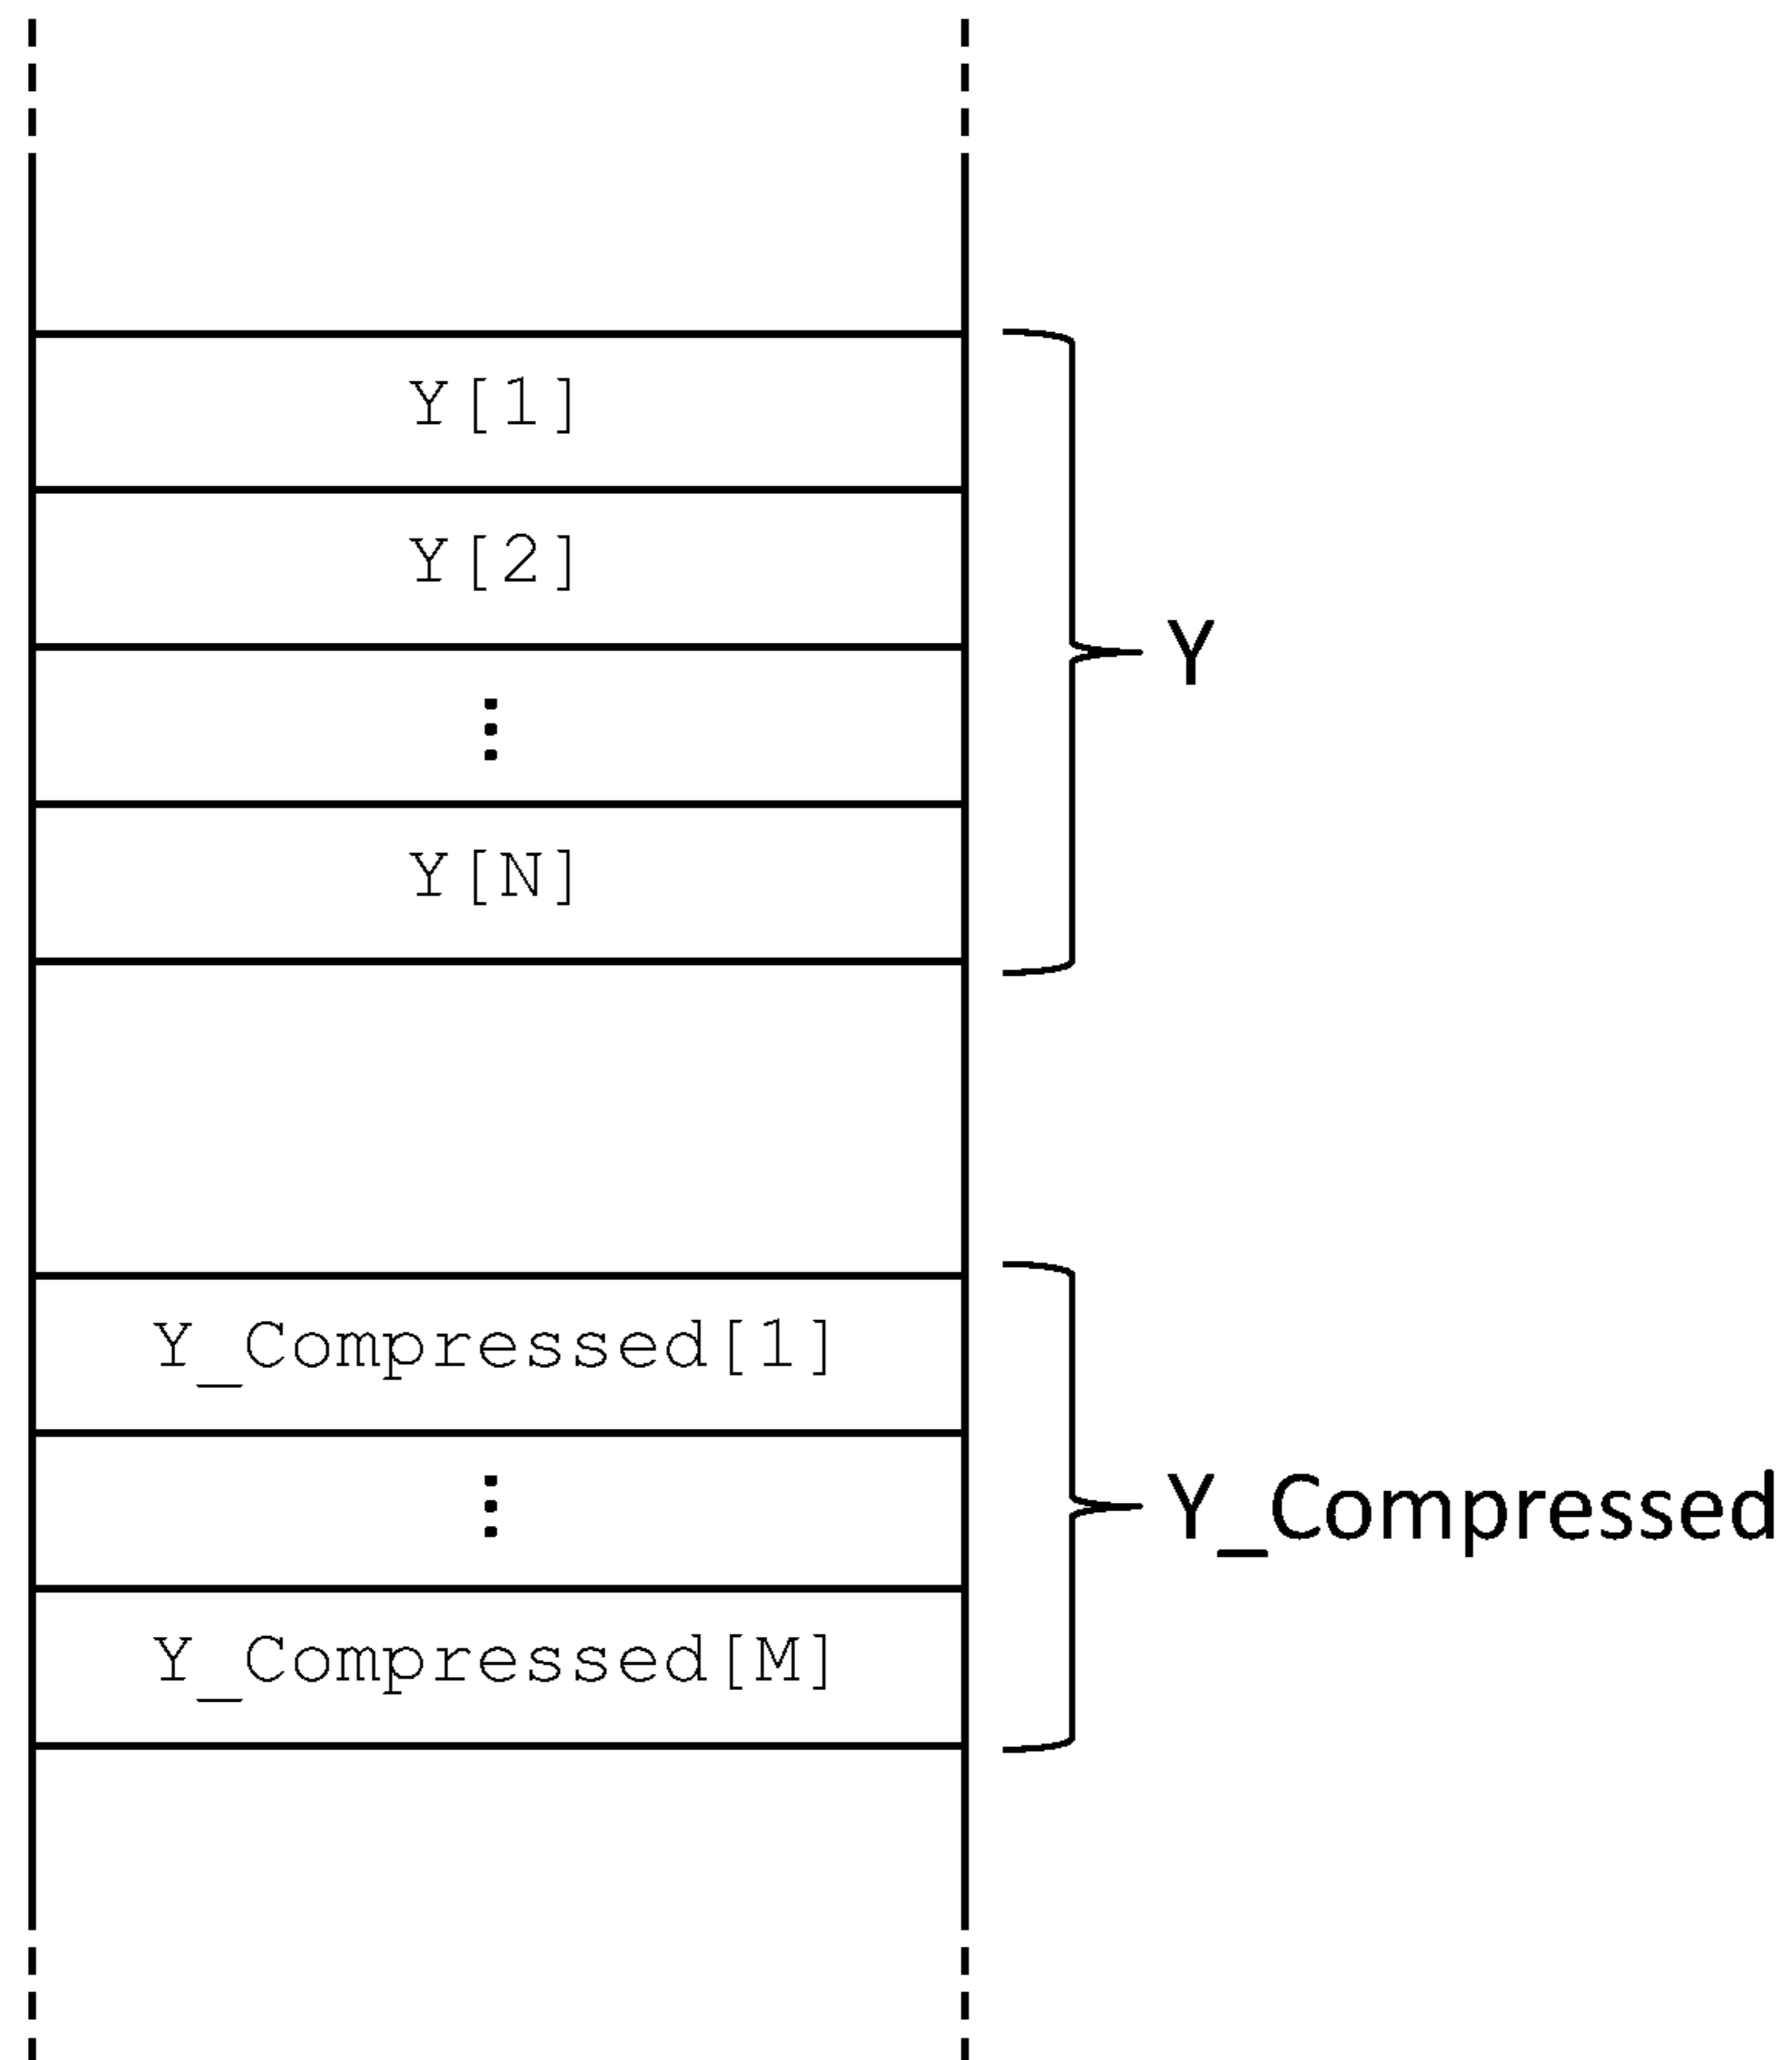 Y[1]
Y[2]
⋮
Y[N]
Y
Y_Compressed[1]
⋮
Y_Compressed[M]
Y_Compressed